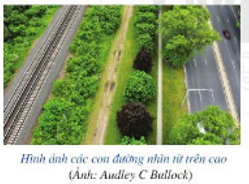 Hình ảnh các con đường nhìn từ trên cao
(Ảnh: Audley C Bullock)